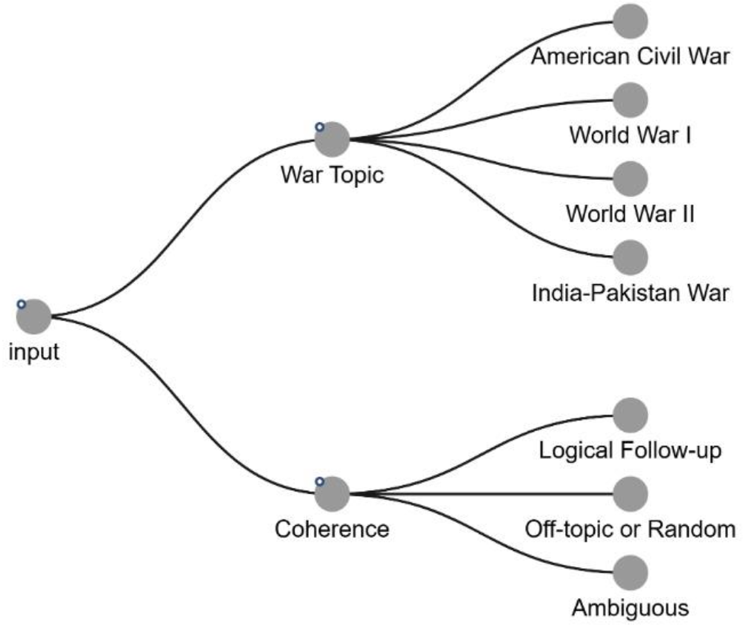 American Civil War
World War I
War Topic
World War II
India-Pakistan War
input
Logical Follow-up
Coherence
Off-topic or Random
Ambiguous